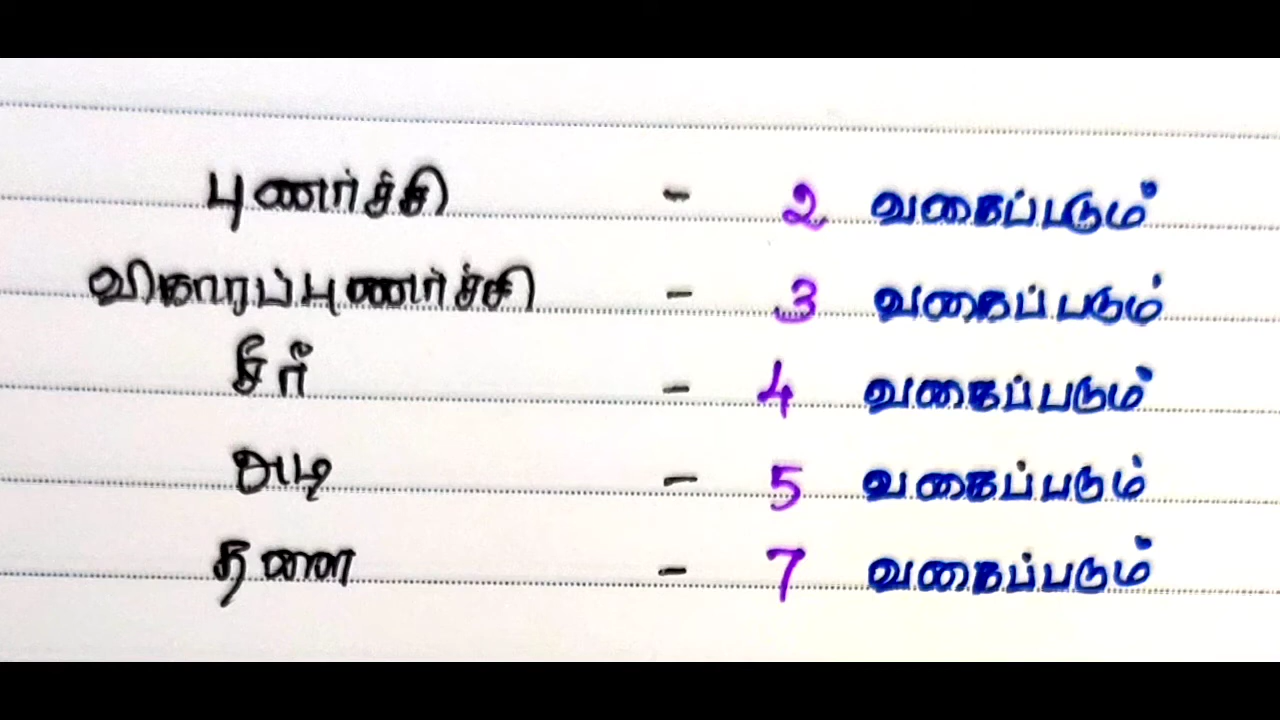 புணர்ச்சி - 2 வகைப்படும்
விகாரப்புணர்ச்சி - 3 வகைப்படும்
சீர் - 4 வகைப்படும்
அடி - 5 வகைப்படும்
தளை - 7 வகைப்படும்